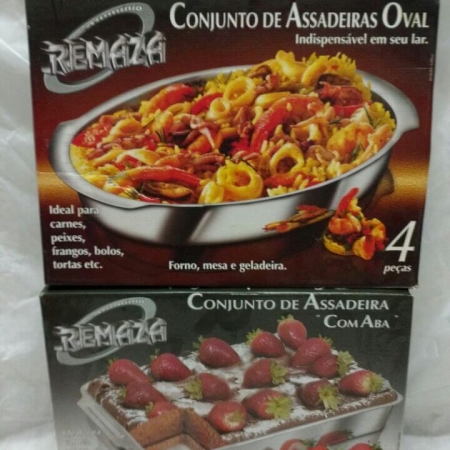 Alumínio
REMAZA
CONJUNTO DE ASSADEIRAS OVAL
Indispensável em seu lar.
Ideal para
carnes,
peixes,
frangos, bolos,
tortas etc.
Forno, mesa e geladeira.
4
peças
REMAZA
CONJUNTO DE ASSADEIRA
"COM ABA"